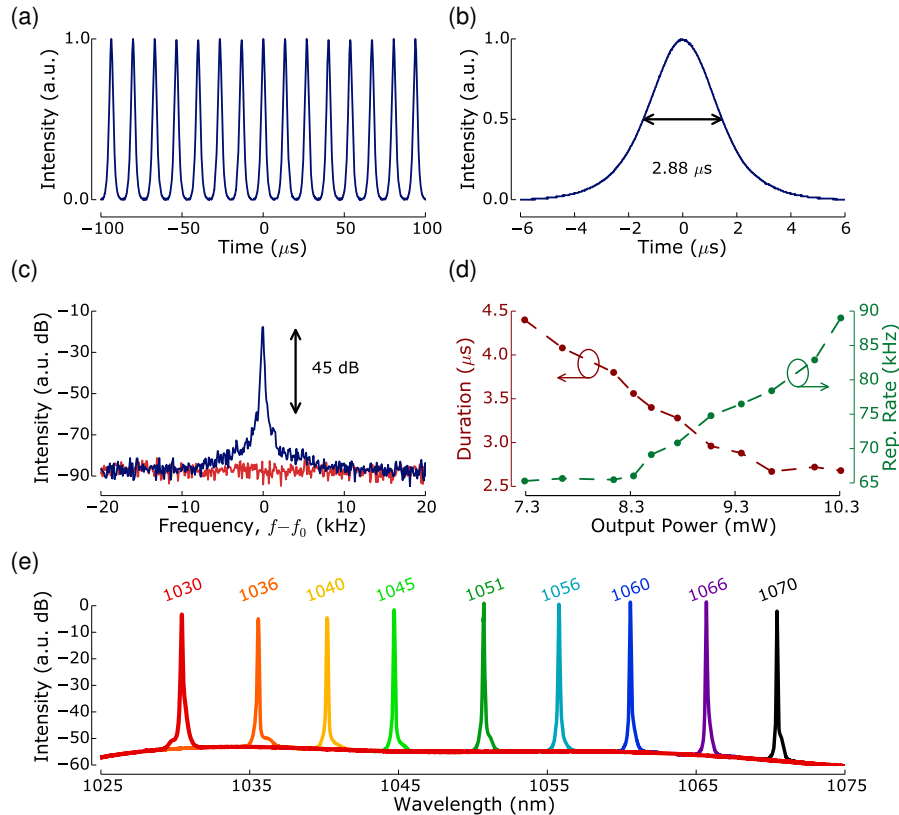 (a)
Intensity (a.u.)
1.0
0.0
−100 −50 0 50 100
Time (μs)
(b)
Intensity (a.u.)
1.0
0.5
0.0
2.88 μs
−6 −4 −2 0 2 4 6
Time (μs)
(c)
Intensity (a.u. dB)
−10
−30
−50
−70
−90
45 dB
−20 −10 0 10 20
Frequency, f−f₀ (kHz)
(d)
Duration (μs)
4.5
4.0
3.5
3.0
2.5
90
85
80
75
70
65
Rep. Rate (kHz)
7.3 8.3 9.3 10.3
Output Power (mW)
(e)
Intensity (a.u. dB)
0
−10
−20
−30
−40
−50
−60
1030 1036 1040 1045 1051 1056 1060 1066 1070
1025 1035 1045 1055 1065 1075
Wavelength (nm)